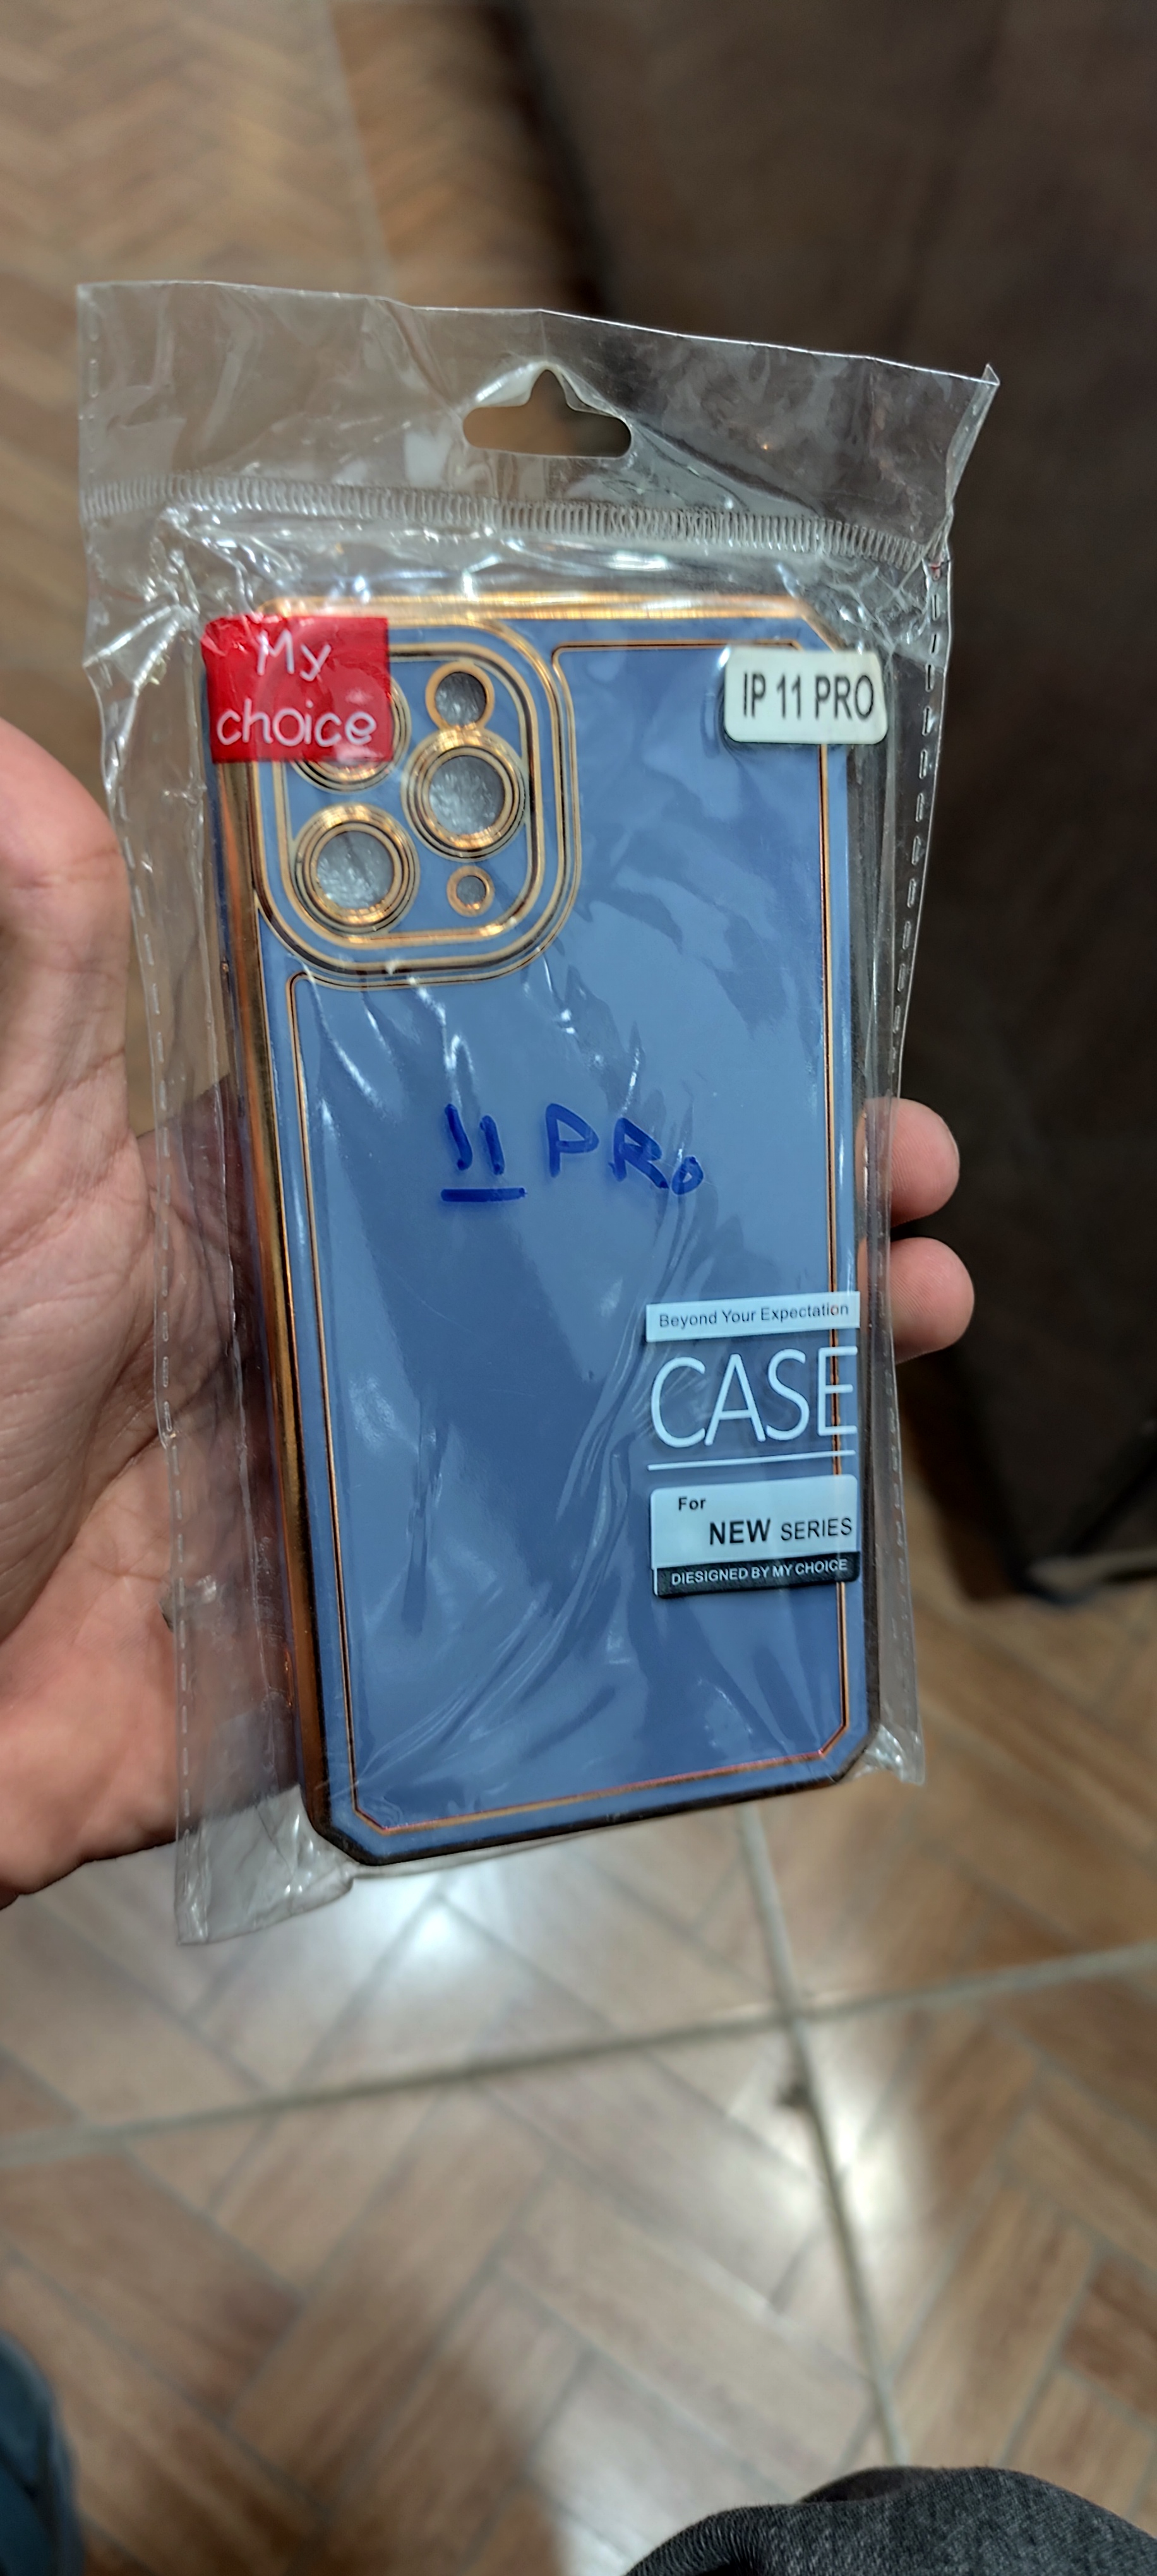 My
choice
IP 11 PRO
11 PRo
Beyond Your Expectation
CASE
For
NEW SERIES
DIESIGNED BY MY CHOICE